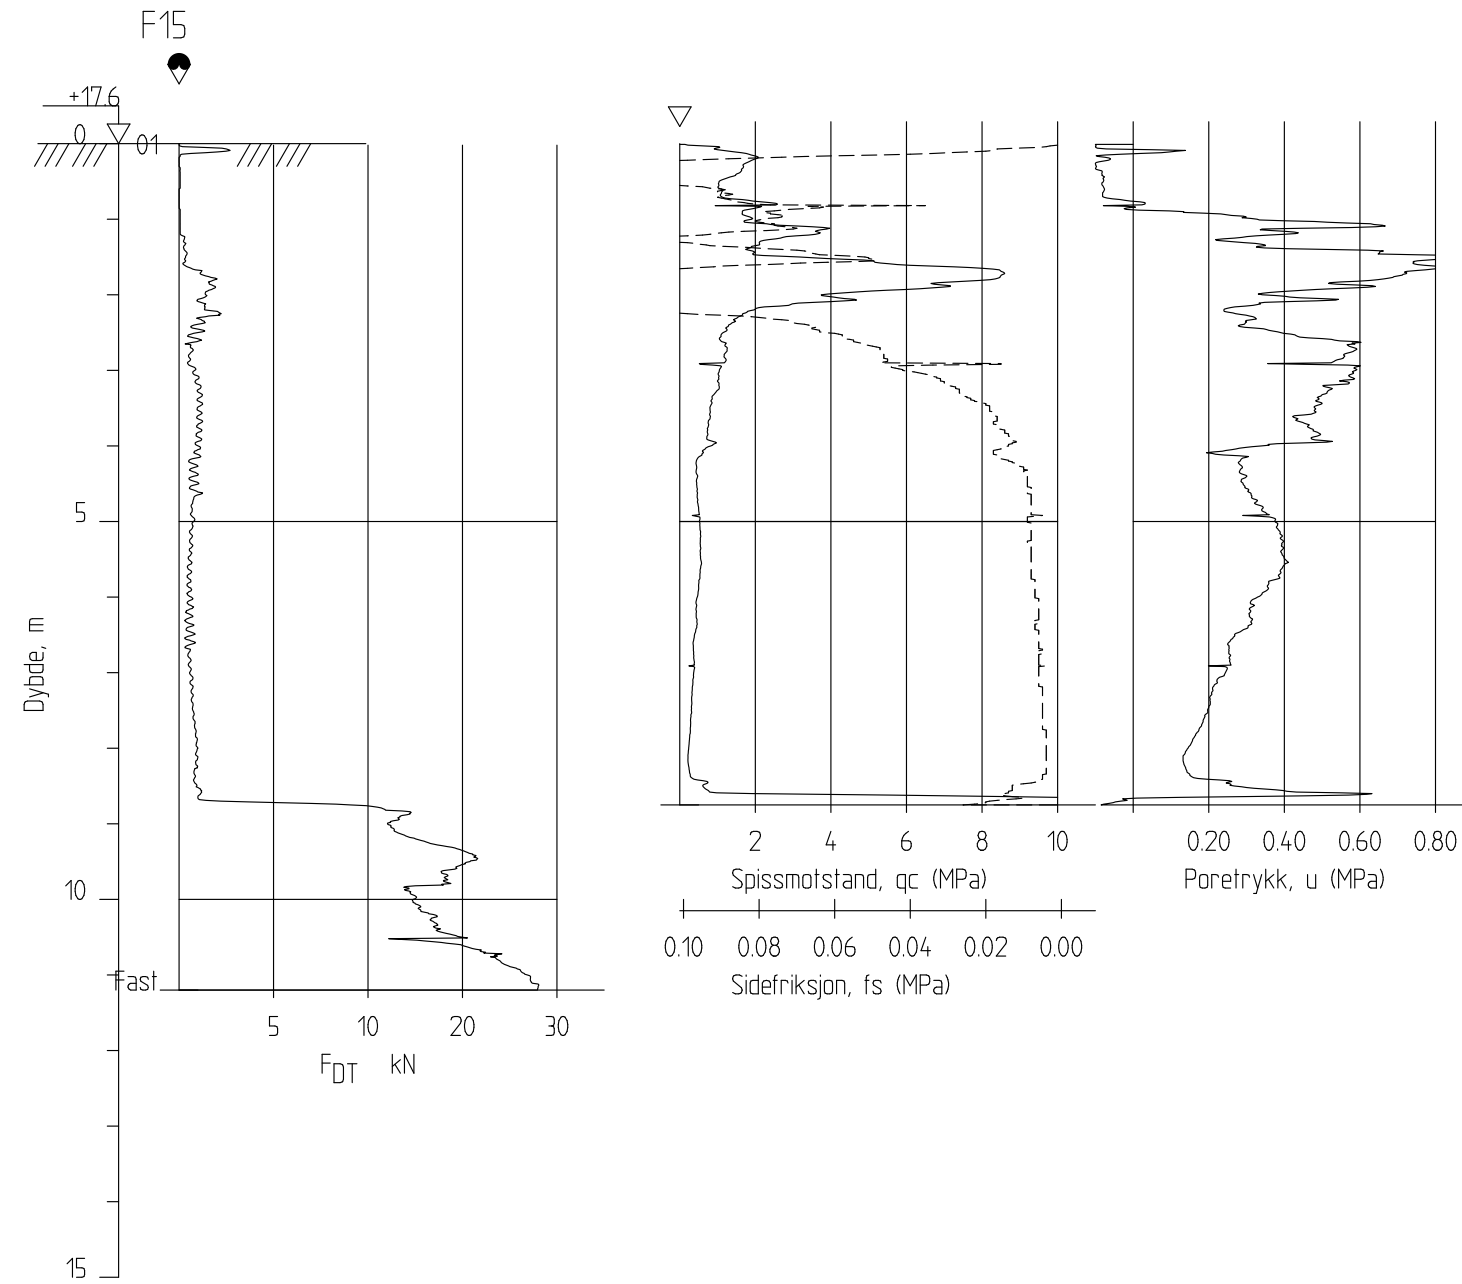 F15
+17.6
0
01
5
Dybde, m
10
Fast
15
5 10 20 30
FDT kN
2 4 6 8 10
Spissmotstand, qc (MPa)
0.10 0.08 0.06 0.04 0.02 0.00
Sidefriksjon, fs (MPa)
0.20 0.40 0.60 0.80
Poretrykk, u (MPa)